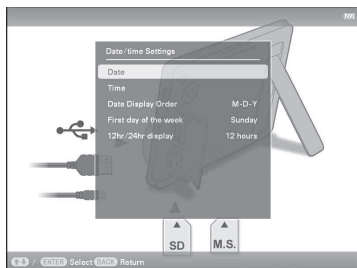 Date/time Settings
Date
Time
Date Display Order M-D-Y
First day of the week Sunday
12hr/24hr display 12 hours
SD M.S.
/ ENTER Select BACK Return